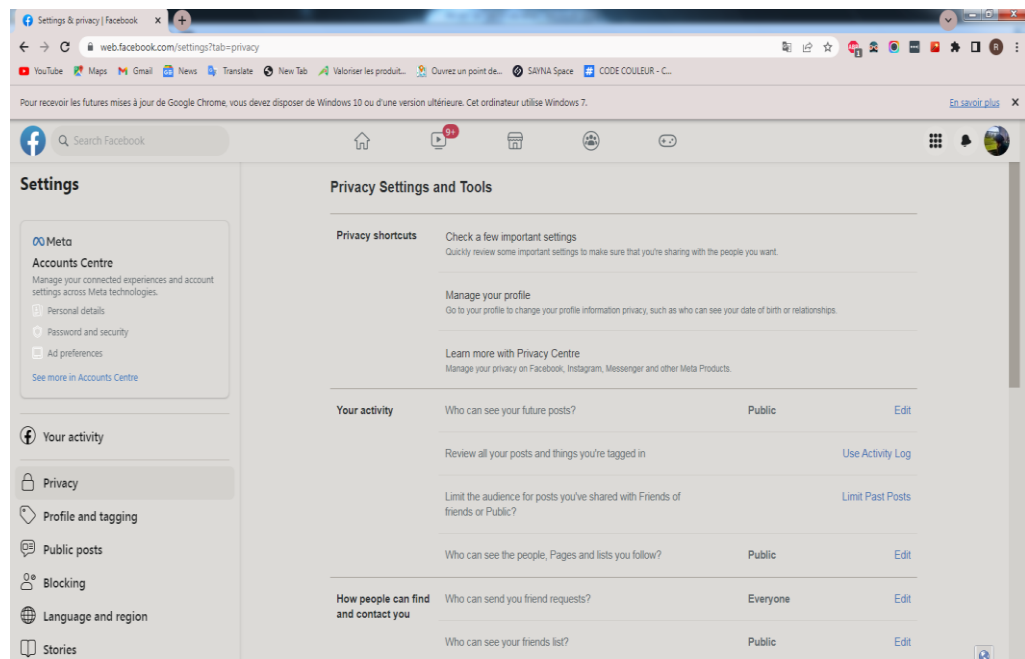 Settings & privacy | Facebook
web.facebook.com/settings?tab=privacy
YouTube Maps Gmail News Translate New Tab Valoriser les produit... Ouvrez un point de... SAYNA Space CODE COULEUR - C...
Pour recevoir les futures mises à jour de Google Chrome, vous devez disposer de Windows 10 ou d'une version ultérieure. Cet ordinateur utilise Windows 7. En savoir plus
Search Facebook
9+
Settings
Meta
Accounts Centre
Manage your connected experiences and account
settings across Meta technologies.
Personal details
Password and security
Ad preferences
See more in Accounts Centre
Your activity
Privacy
Profile and tagging
Public posts
Blocking
Language and region
Stories
Privacy Settings and Tools
Privacy shortcuts
Check a few important settings
Quickly review some important settings to make sure that you're sharing with the people you want.
Manage your profile
Go to your profile to change your profile information privacy, such as who can see your date of birth or relationships.
Learn more with Privacy Centre
Manage your privacy on Facebook, Instagram, Messenger and other Meta Products.
Your activity
Who can see your future posts? Public Edit
Review all your posts and things you're tagged in Use Activity Log
Limit the audience for posts you've shared with Friends of
friends or Public? Limit Past Posts
Who can see the people, Pages and lists you follow? Public Edit
How people can find
and contact you
Who can send you friend requests? Everyone Edit
Who can see your friends list? Public Edit